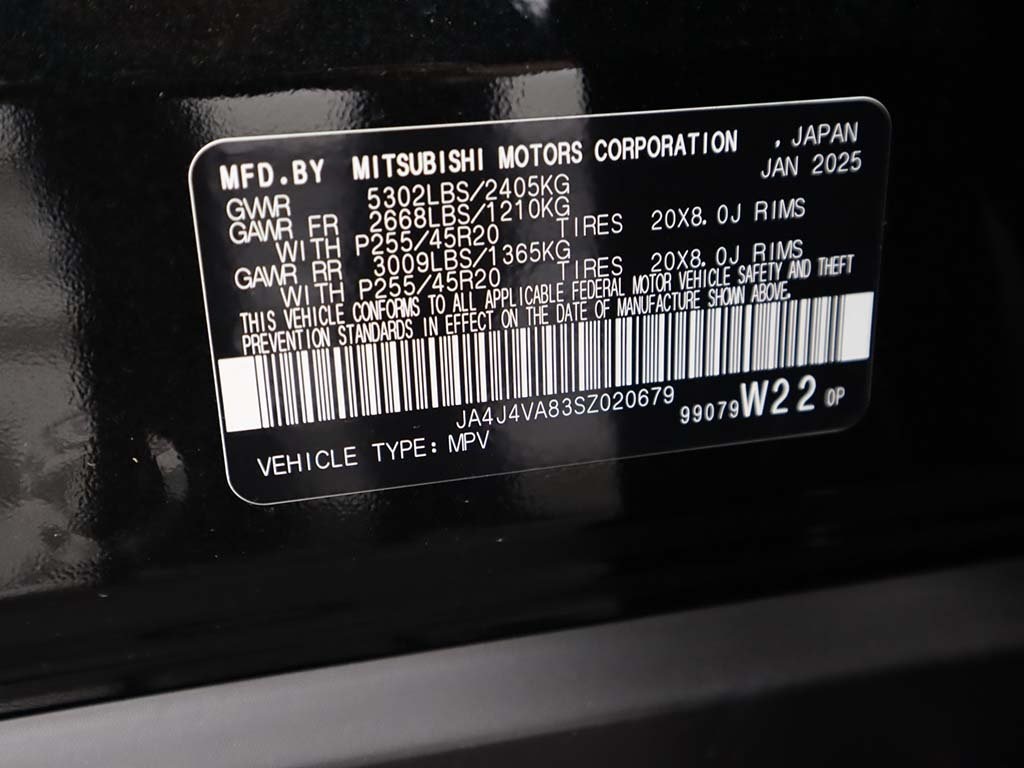 MFD.BY MITSUBISHI MOTORS CORPORATION , JAPAN
GVWR 5302LBS/2405KG JAN 2025
GAWR FR 2668LBS/1210KG
WITH P255/45R20 TIRES 20X8.0J RIMS
GAWR RR 3009LBS/1365KG
WITH P255/45R20 TIRES 20X8.0J RIMS
THIS VEHICLE CONFORMS TO ALL APPLICABLE FEDERAL MOTOR VEHICLE SAFETY AND THEFT
PREVENTION STANDARDS IN EFFECT ON THE DATE OF MANUFACTURE SHOWN ABOVE.
JA4J4VA83SZ020679 99079W22 OP
VEHICLE TYPE: MPV